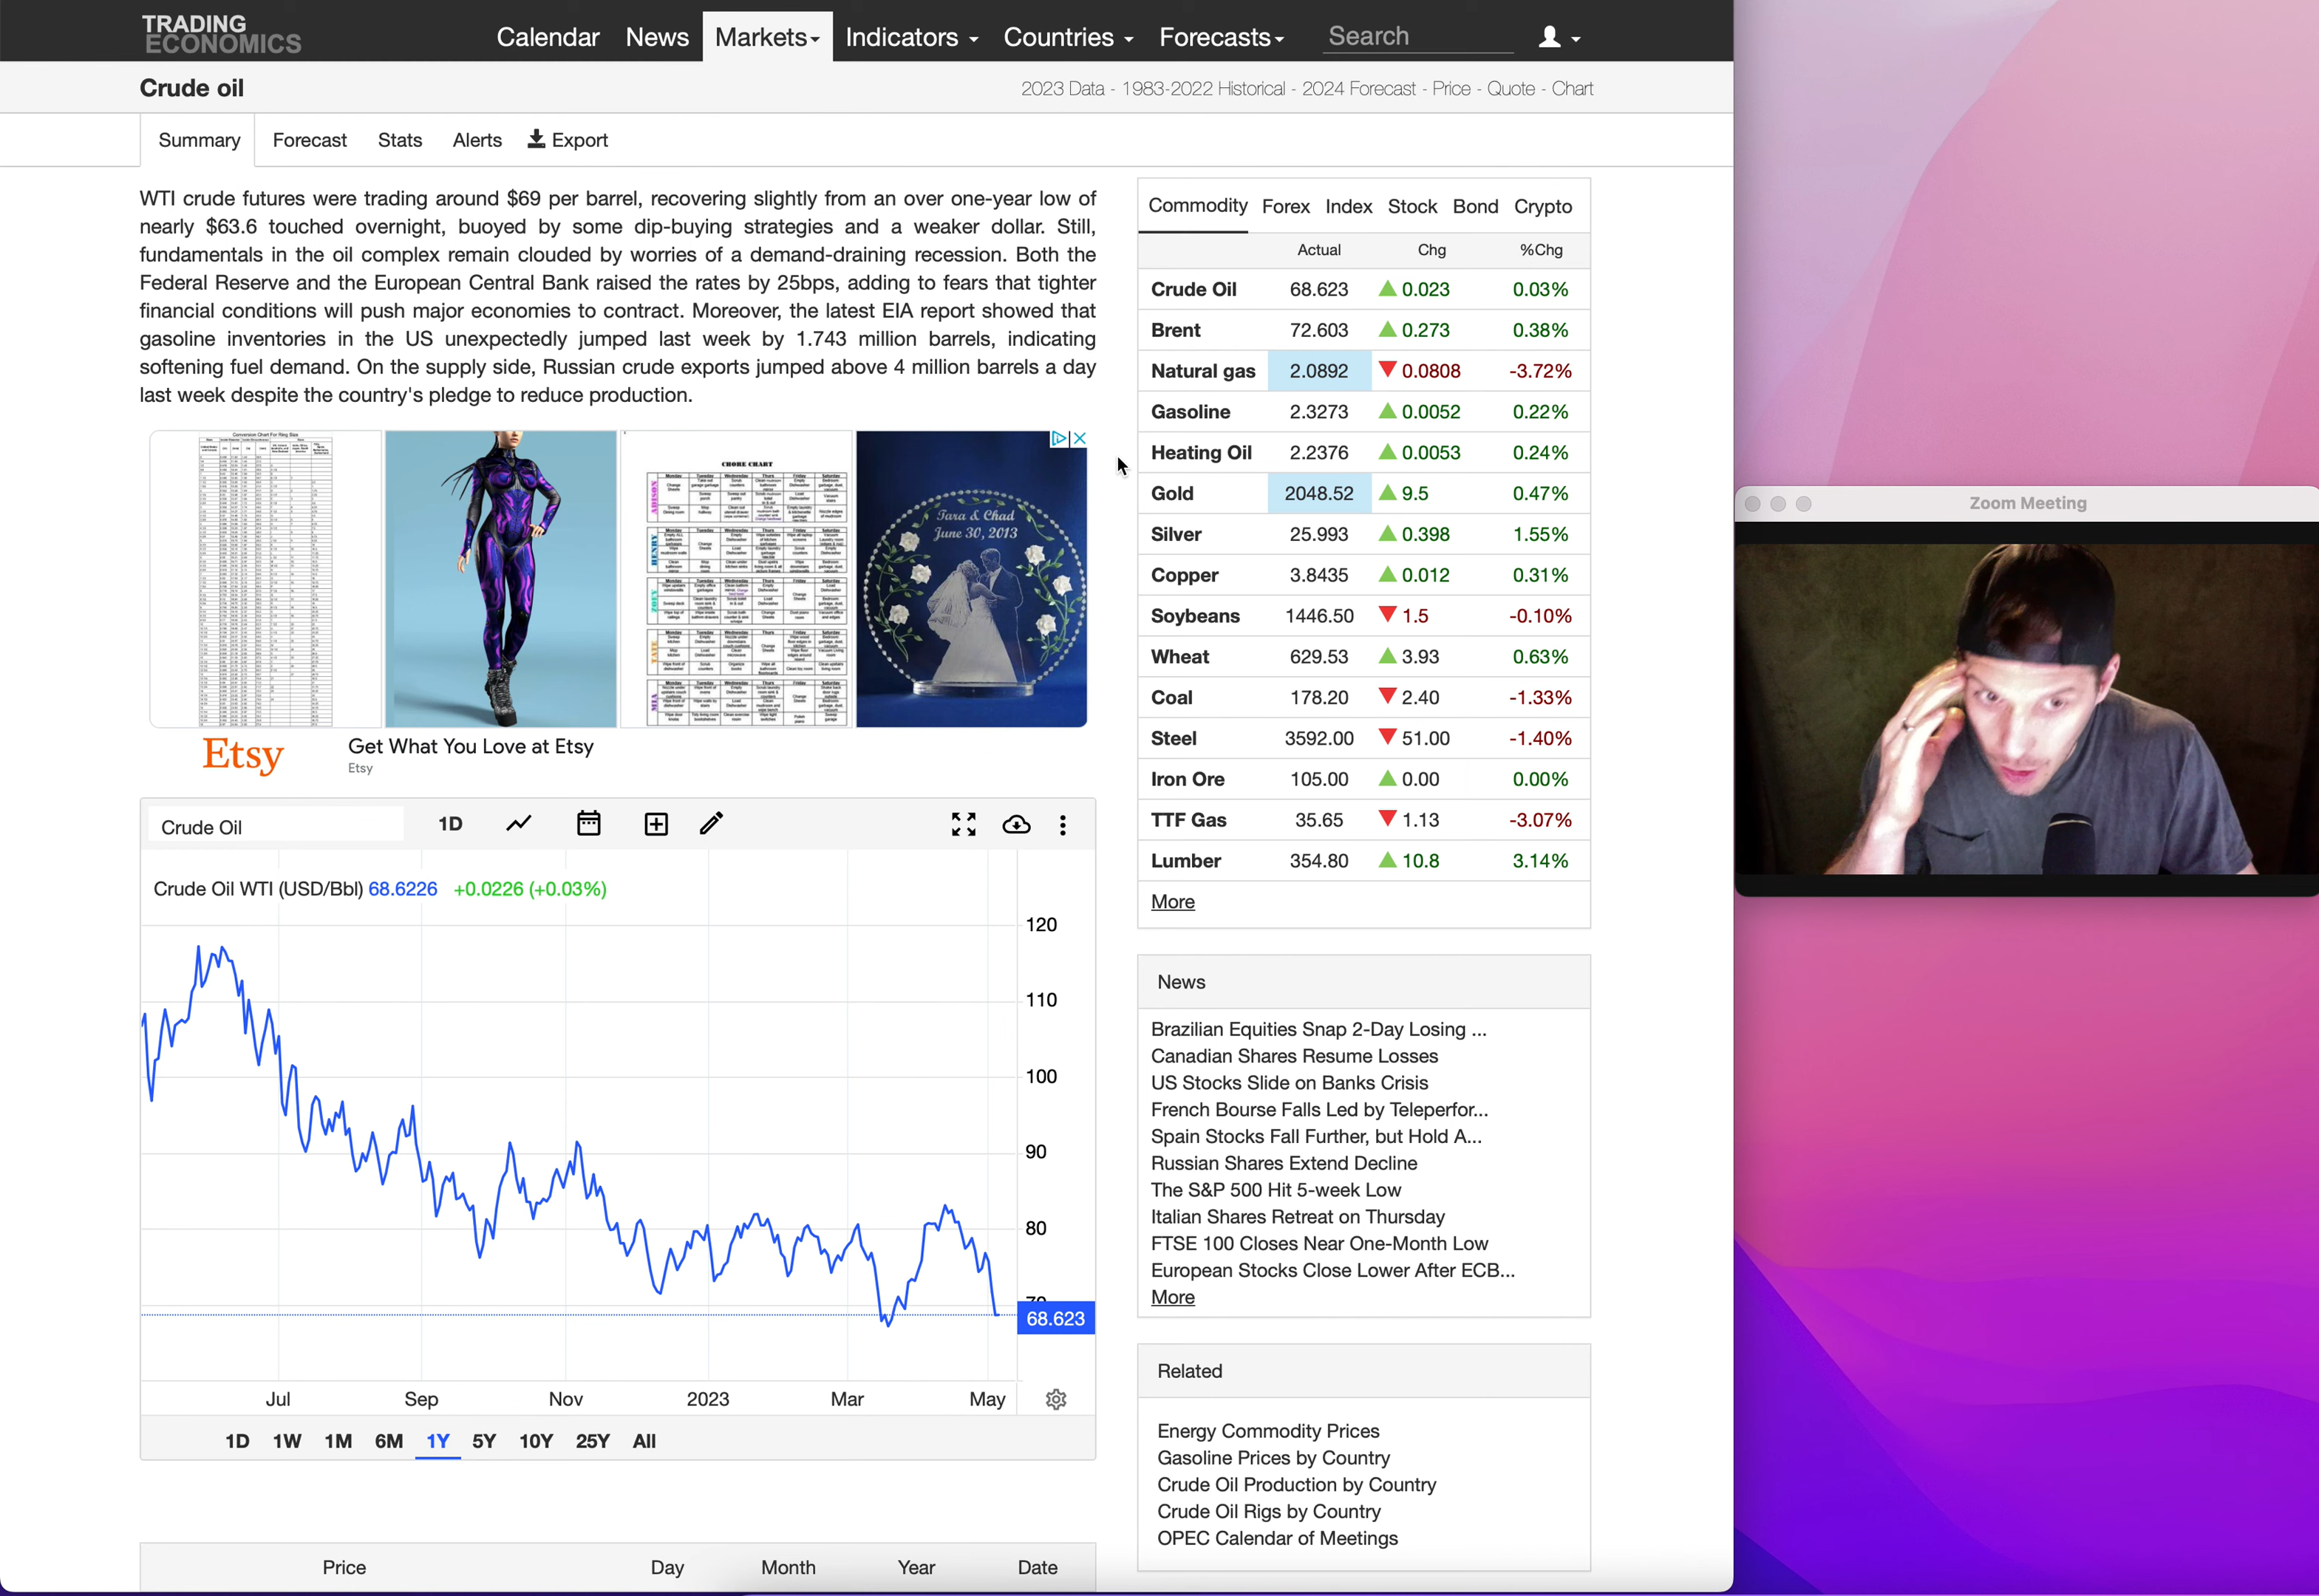 TRADING
ECONOMICS
Calendar News Markets Indicators Countries Forecasts Search
Crude oil
2023 Data - 1983-2022 Historical - 2024 Forecast - Price - Quote - Chart
Summary Forecast Stats Alerts Export
WTI crude futures were trading around $69 per barrel, recovering slightly from an over one-year low of
nearly $63.6 touched overnight, buoyed by some dip-buying strategies and a weaker dollar. Still,
fundamentals in the oil complex remain clouded by worries of a demand-draining recession. Both the
Federal Reserve and the European Central Bank raised the rates by 25bps, adding to fears that tighter
financial conditions will push major economies to contract. Moreover, the latest EIA report showed that
gasoline inventories in the US unexpectedly jumped last week by 1.743 million barrels, indicating
softening fuel demand. On the supply side, Russian crude exports jumped above 4 million barrels a day
last week despite the country's pledge to reduce production.
CHORE CHART
Tara & Chad
June 30, 2013
Etsy
Get What You Love at Etsy
Etsy
Crude Oil 1D
Crude Oil WTI (USD/Bbl) 68.6226 +0.0226 (+0.03%)
120
110
100
90
80
70
68.623
Jul Sep Nov 2023 Mar May
1D 1W 1M 6M 1Y 5Y 10Y 25Y All
Price Day Month Year Date
Commodity Forex Index Stock Bond Crypto
Actual Chg %Chg
Crude Oil 68.623 0.023 0.03%
Brent 72.603 0.273 0.38%
Natural gas 2.0892 0.0808 -3.72%
Gasoline 2.3273 0.0052 0.22%
Heating Oil 2.2376 0.0053 0.24%
Gold 2048.52 9.5 0.47%
Silver 25.993 0.398 1.55%
Copper 3.8435 0.012 0.31%
Soybeans 1446.50 1.5 -0.10%
Wheat 629.53 3.93 0.63%
Coal 178.20 2.40 -1.33%
Steel 3592.00 51.00 -1.40%
Iron Ore 105.00 0.00 0.00%
TTF Gas 35.65 1.13 -3.07%
Lumber 354.80 10.8 3.14%
More
News
Brazilian Equities Snap 2-Day Losing ...
Canadian Shares Resume Losses
US Stocks Slide on Banks Crisis
French Bourse Falls Led by Teleperfor...
Spain Stocks Fall Further, but Hold A...
Russian Shares Extend Decline
The S&P 500 Hit 5-week Low
Italian Shares Retreat on Thursday
FTSE 100 Closes Near One-Month Low
European Stocks Close Lower After ECB...
More
Related
Energy Commodity Prices
Gasoline Prices by Country
Crude Oil Production by Country
Crude Oil Rigs by Country
OPEC Calendar of Meetings
Zoom Meeting